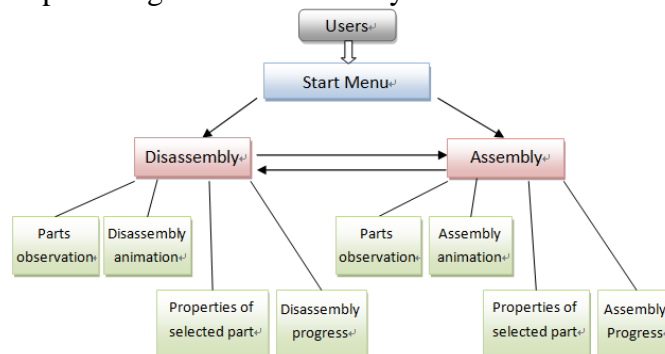 Users
Start Menu
Disassembly
Assembly
Parts
observation
Disassembly
animation
Parts
observation
Assembly
animation
Properties of
selected part
Disassembly
progress
Properties of
selected part
Assembly
Progress